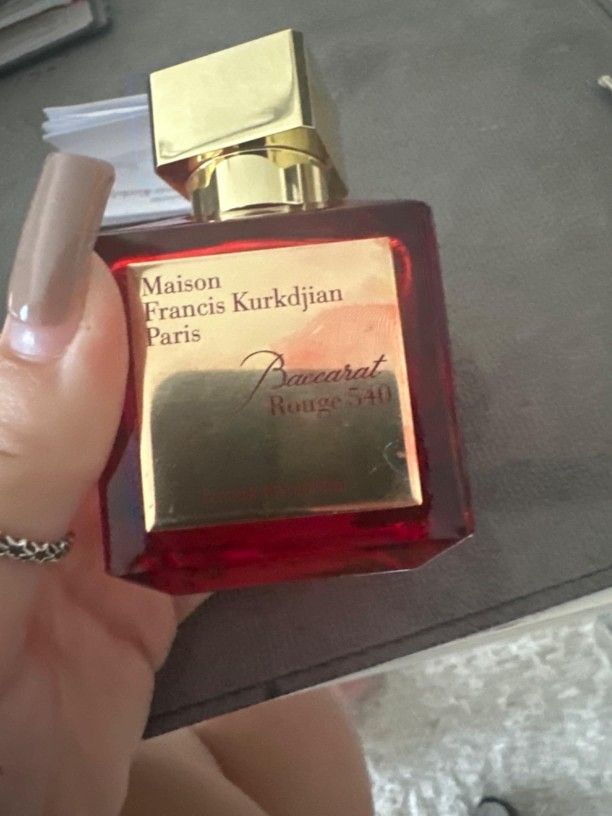 Maison
Francis Kurkdjian
Paris
Baccarat
Rouge 540